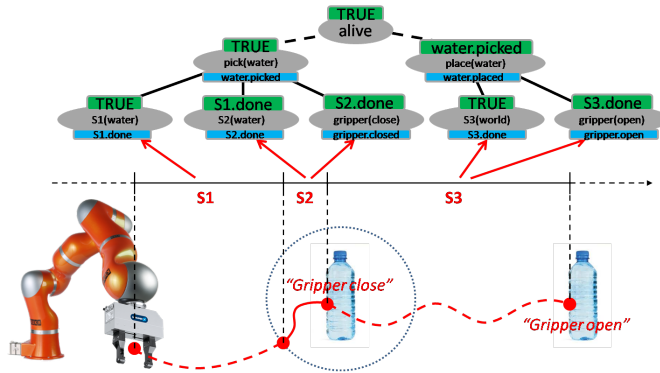 TRUE
alive
TRUE
pick(water)
water.picked
water.picked
place(water)
water.placed
TRUE
S1(water)
S1.done
S1.done
S2(water)
S2.done
S2.done
gripper(close)
gripper.closed
TRUE
S3(world)
S3.done
S3.done
gripper(open)
gripper.open
S1
S2
S3
"Gripper close"
"Gripper open"